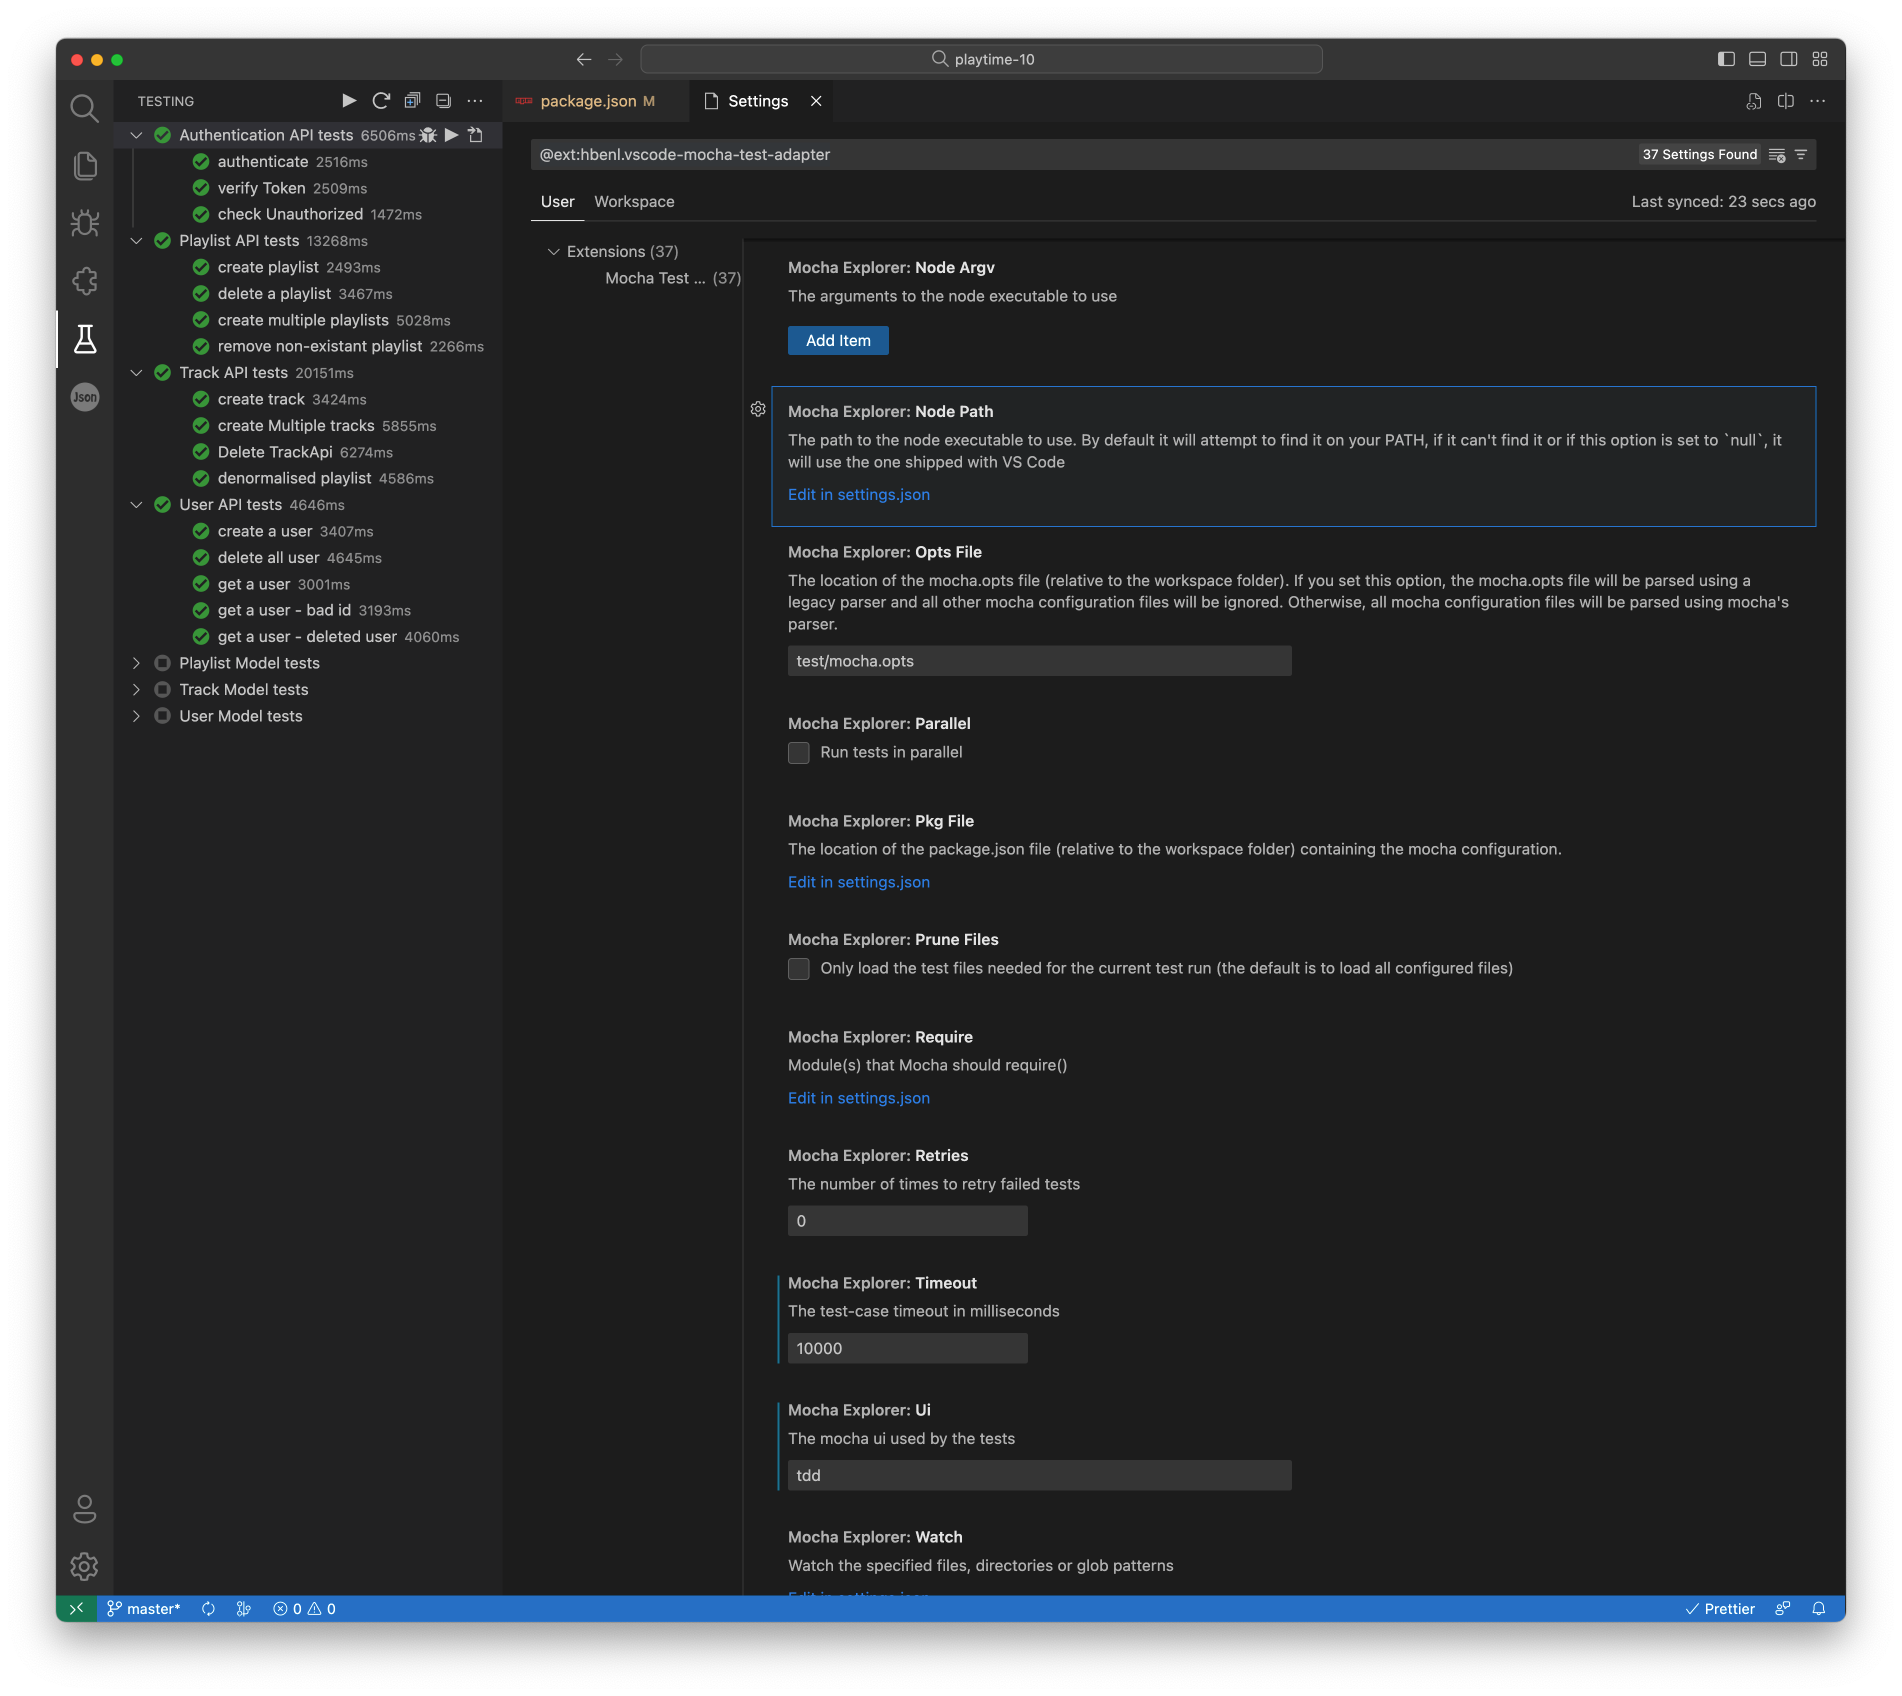 playtime-10
TESTING
package.json M
Settings
Authentication API tests 6506ms
authenticate 2516ms
verify Token 2509ms
check Unauthorized 1472ms
Playlist API tests 13268ms
create playlist 2493ms
delete a playlist 3467ms
create multiple playlists 5028ms
remove non-existant playlist 2266ms
Track API tests 20151ms
create track 3424ms
create Multiple tracks 5855ms
Delete TrackApi 6274ms
denormalised playlist 4586ms
User API tests 4646ms
create a user 3407ms
delete all user 4645ms
get a user 3001ms
get a user - bad id 3193ms
get a user - deleted user 4060ms
Playlist Model tests
Track Model tests
User Model tests
Json
@ext:hbenl.vscode-mocha-test-adapter
37 Settings Found
User Workspace
Last synced: 23 secs ago
Extensions (37)
Mocha Test ... (37)
Mocha Explorer: Node Argv
The arguments to the node executable to use
Add Item
Mocha Explorer: Node Path
The path to the node executable to use. By default it will attempt to find it on your PATH, if it can't find it or if this option is set to `null`, it
will use the one shipped with VS Code
Edit in settings.json
Mocha Explorer: Opts File
The location of the mocha.opts file (relative to the workspace folder). If you set this option, the mocha.opts file will be parsed using a
legacy parser and all other mocha configuration files will be ignored. Otherwise, all mocha configuration files will be parsed using mocha's
parser.
test/mocha.opts
Mocha Explorer: Parallel
Run tests in parallel
Mocha Explorer: Pkg File
The location of the package.json file (relative to the workspace folder) containing the mocha configuration.
Edit in settings.json
Mocha Explorer: Prune Files
Only load the test files needed for the current test run (the default is to load all configured files)
Mocha Explorer: Require
Module(s) that Mocha should require()
Edit in settings.json
Mocha Explorer: Retries
The number of times to retry failed tests
0
Mocha Explorer: Timeout
The test-case timeout in milliseconds
10000
Mocha Explorer: Ui
The mocha ui used by the tests
tdd
Mocha Explorer: Watch
Watch the specified files, directories or glob patterns
Edit in settings.json
master* 0 0
Prettier